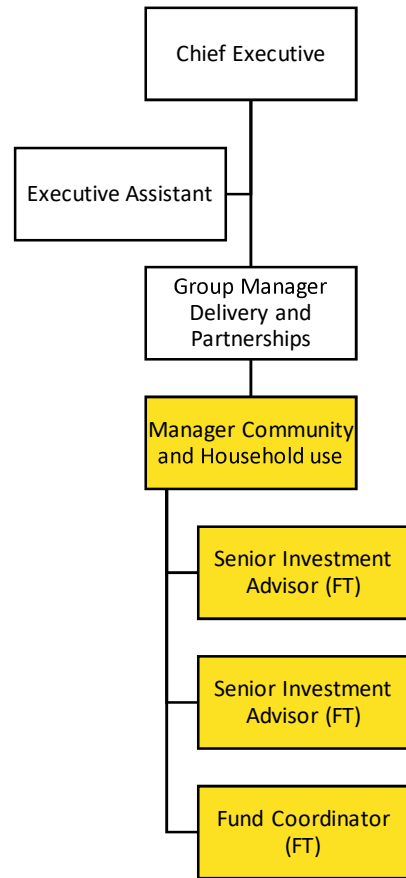 Chief Executive
Executive Assistant
Group Manager
Delivery and
Partnerships
Manager Community
and Household use
Senior Investment
Advisor (FT)
Senior Investment
Advisor (FT)
Fund Coordinator
(FT)